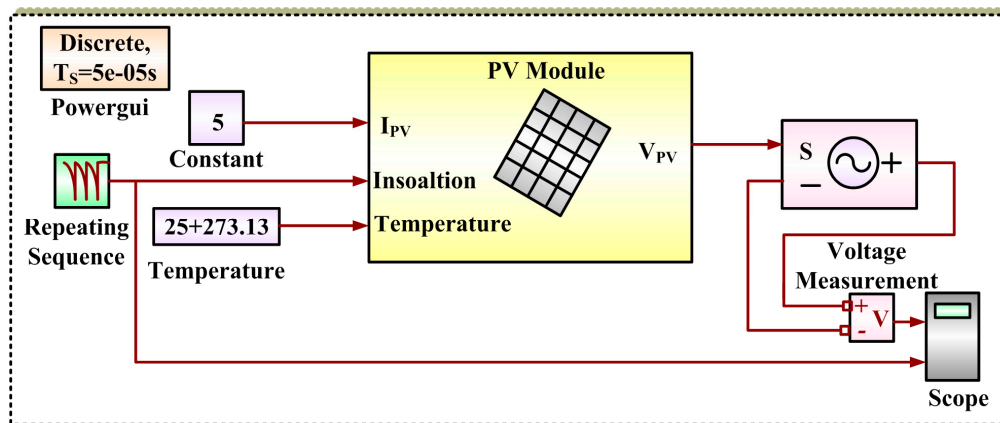 Discrete,
TS=5e-05s
Powergui
5
Constant
Repeating
Sequence
25+273.13
Temperature
PV Module
IPV
Insoaltion
Temperature
VPV
S
+
−
Voltage
Measurement
+
-
V
Scope